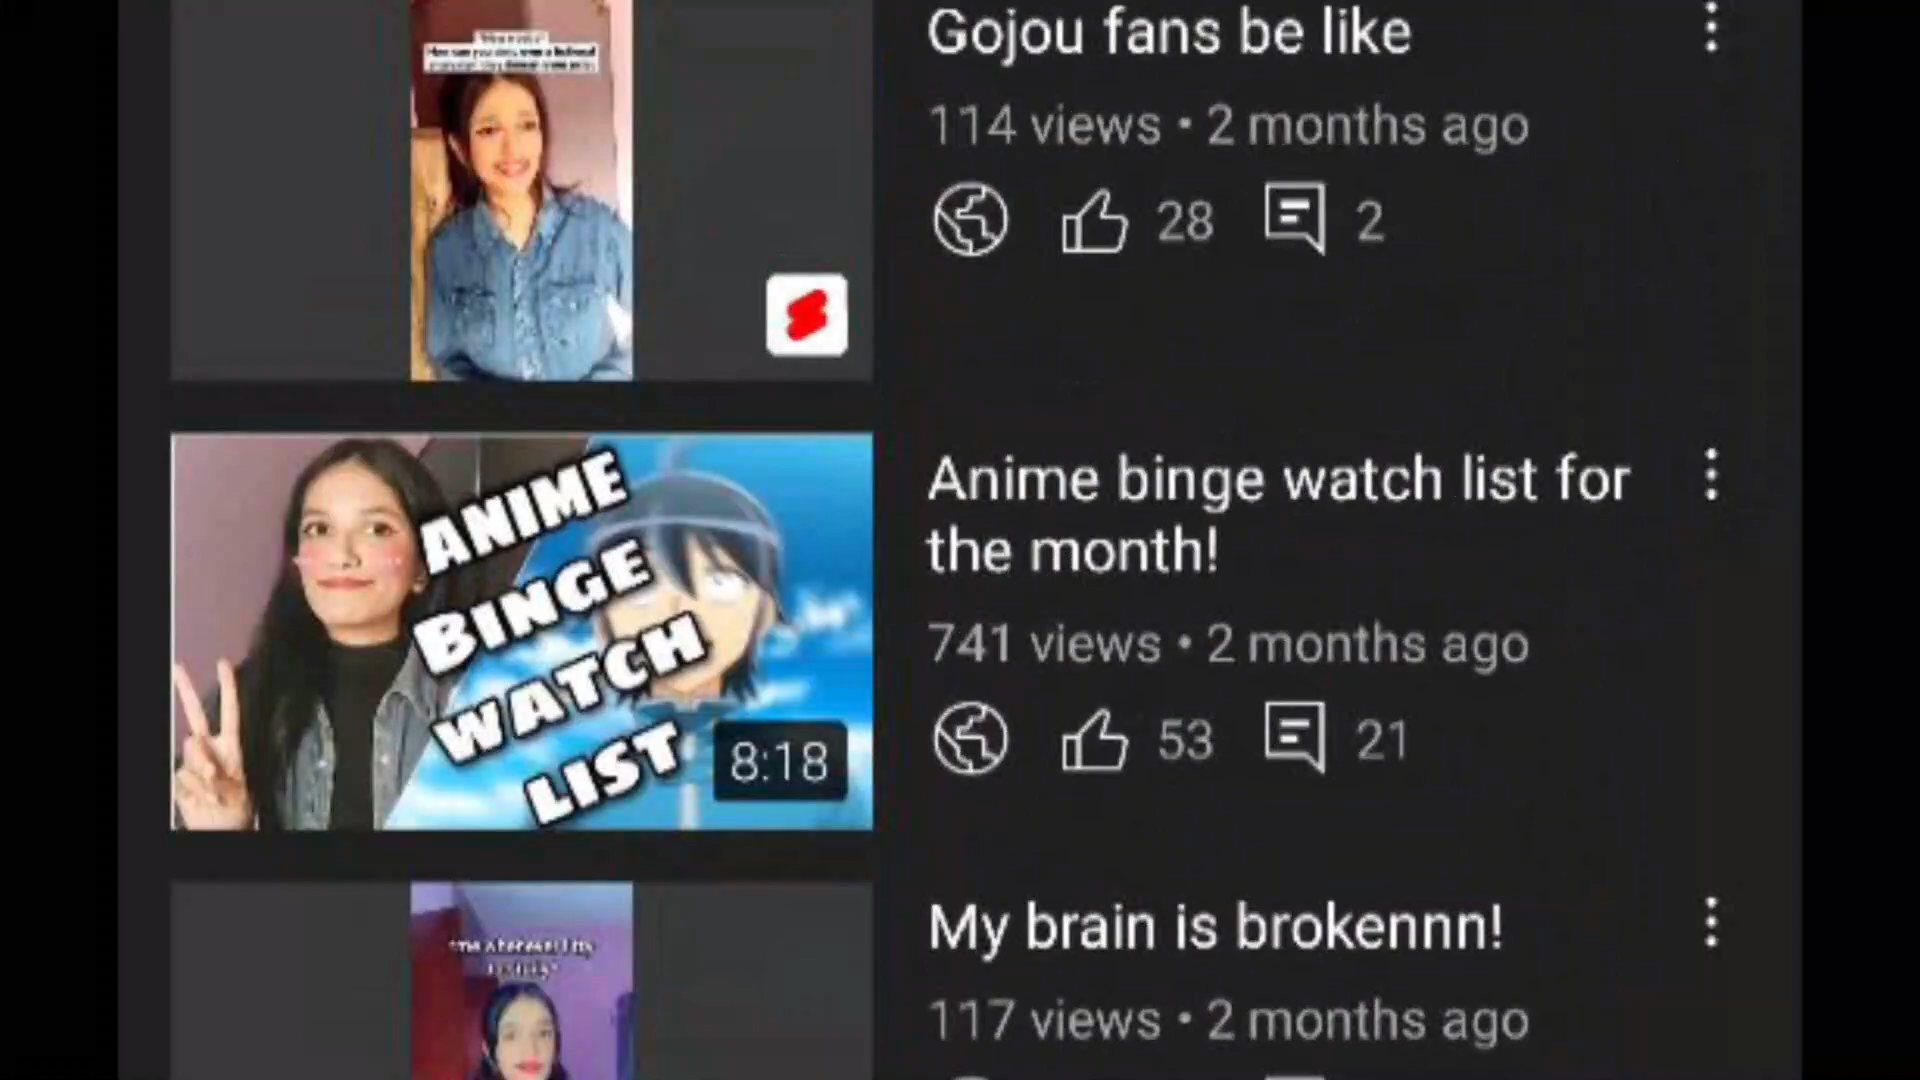 Gojou fans be like
114 views • 2 months ago
28 2
ANIME
BINGE
WATCH
LIST
8:18
Anime binge watch list for
the month!
741 views • 2 months ago
53 21
My brain is brokennn!
117 views • 2 months ago